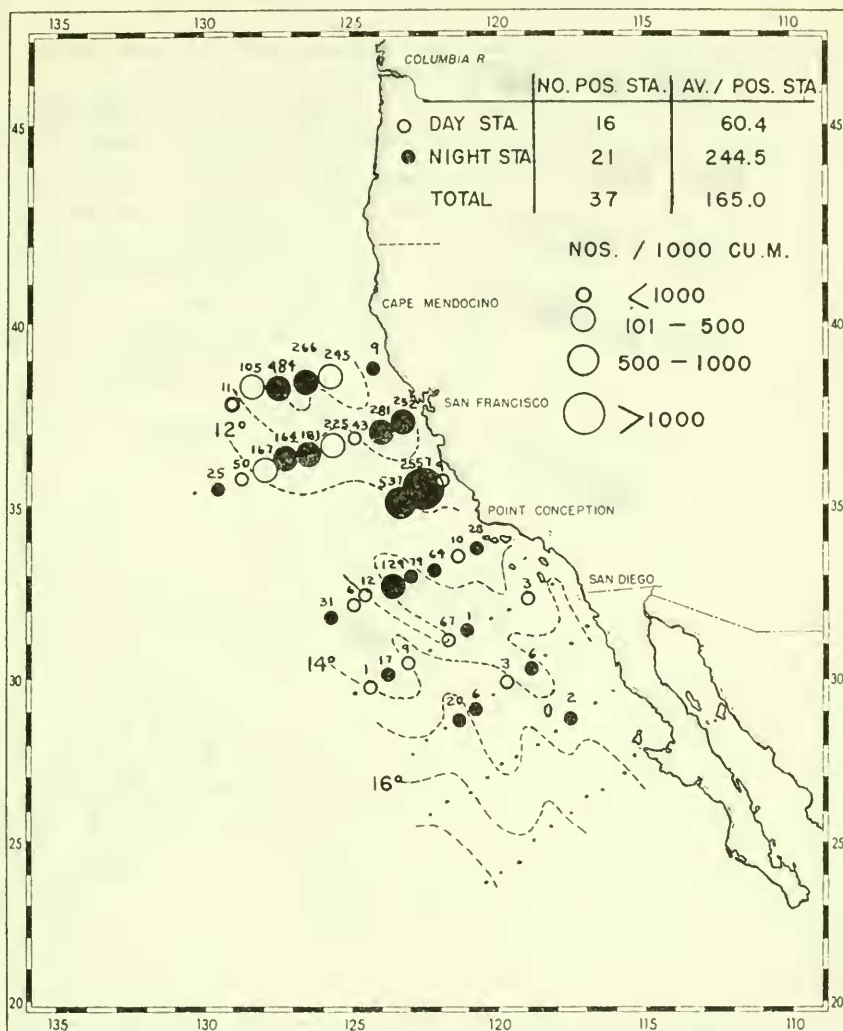 135 130 125 120 115 110
COLUMBIA R.
NO. POS. STA. AV. / POS. STA.
DAY STA. 16 60.4
NIGHT STA. 21 244.5
TOTAL 37 165.0
NOS. / 1000 CU.M.
<1000
101 – 500
500 – 1000
>1000
45 45
CAPE MENDOCINO
40 40
266 245 9
105 484
11
SAN FRANCISCO
232
281
12° 164 181 225 43
167
50
25
2557 4
537
35 35
POINT CONCEPTION
28
10
64
1129 79
12
6
31
3
SAN DIEGO
67 1
9
14° 17
1
3 6
30 30
20 6 0 2
16°
25 25
20 20
135 130 125 120 115 110